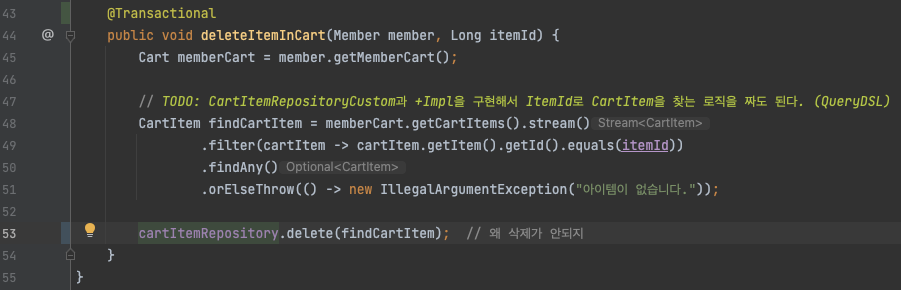 43 @Transactional
44 @ public void deleteItemInCart(Member member, Long itemId) {
45 Cart memberCart = member.getMemberCart();
46
47 // TODO: CartItemRepositoryCustom과 +Impl을 구현해서 ItemId로 CartItem을 찾는 로직을 짜도 된다. (QueryDSL)
48 CartItem findCartItem = memberCart.getCartItems().stream() Stream<CartItem>
49 .filter(cartItem -> cartItem.getItem().getId().equals(itemId))
50 .findAny() Optional<CartItem>
51 .orElseThrow(() -> new IllegalArgumentException("아이템이 없습니다."));
52
53 cartItemRepository.delete(findCartItem); // 왜 삭제가 안되지
54 }
55 }